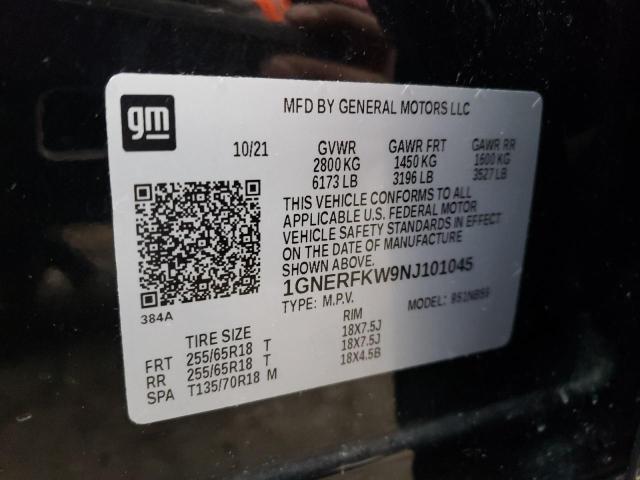 gm
MFD BY GENERAL MOTORS LLC
10/21 GVWR GAWR FRT GAWR RR
2800 KG 1450 KG 1600 KG
6173 LB 3196 LB 3527 LB
THIS VEHICLE CONFORMS TO ALL
APPLICABLE U.S. FEDERAL MOTOR
VEHICLE SAFETY STANDARDS IN EFFECT
ON THE DATE OF MANUFACTURE
SHOWN ABOVE.
1GNERFKW9NJ101045
TYPE: M.P.V. MODEL:
384A
TIRE SIZE RIM
FRT 255/65R18 T 18X7.5J
RR 255/65R18 T 18X7.5J
SPA T135/70R18 M 18X4.5B